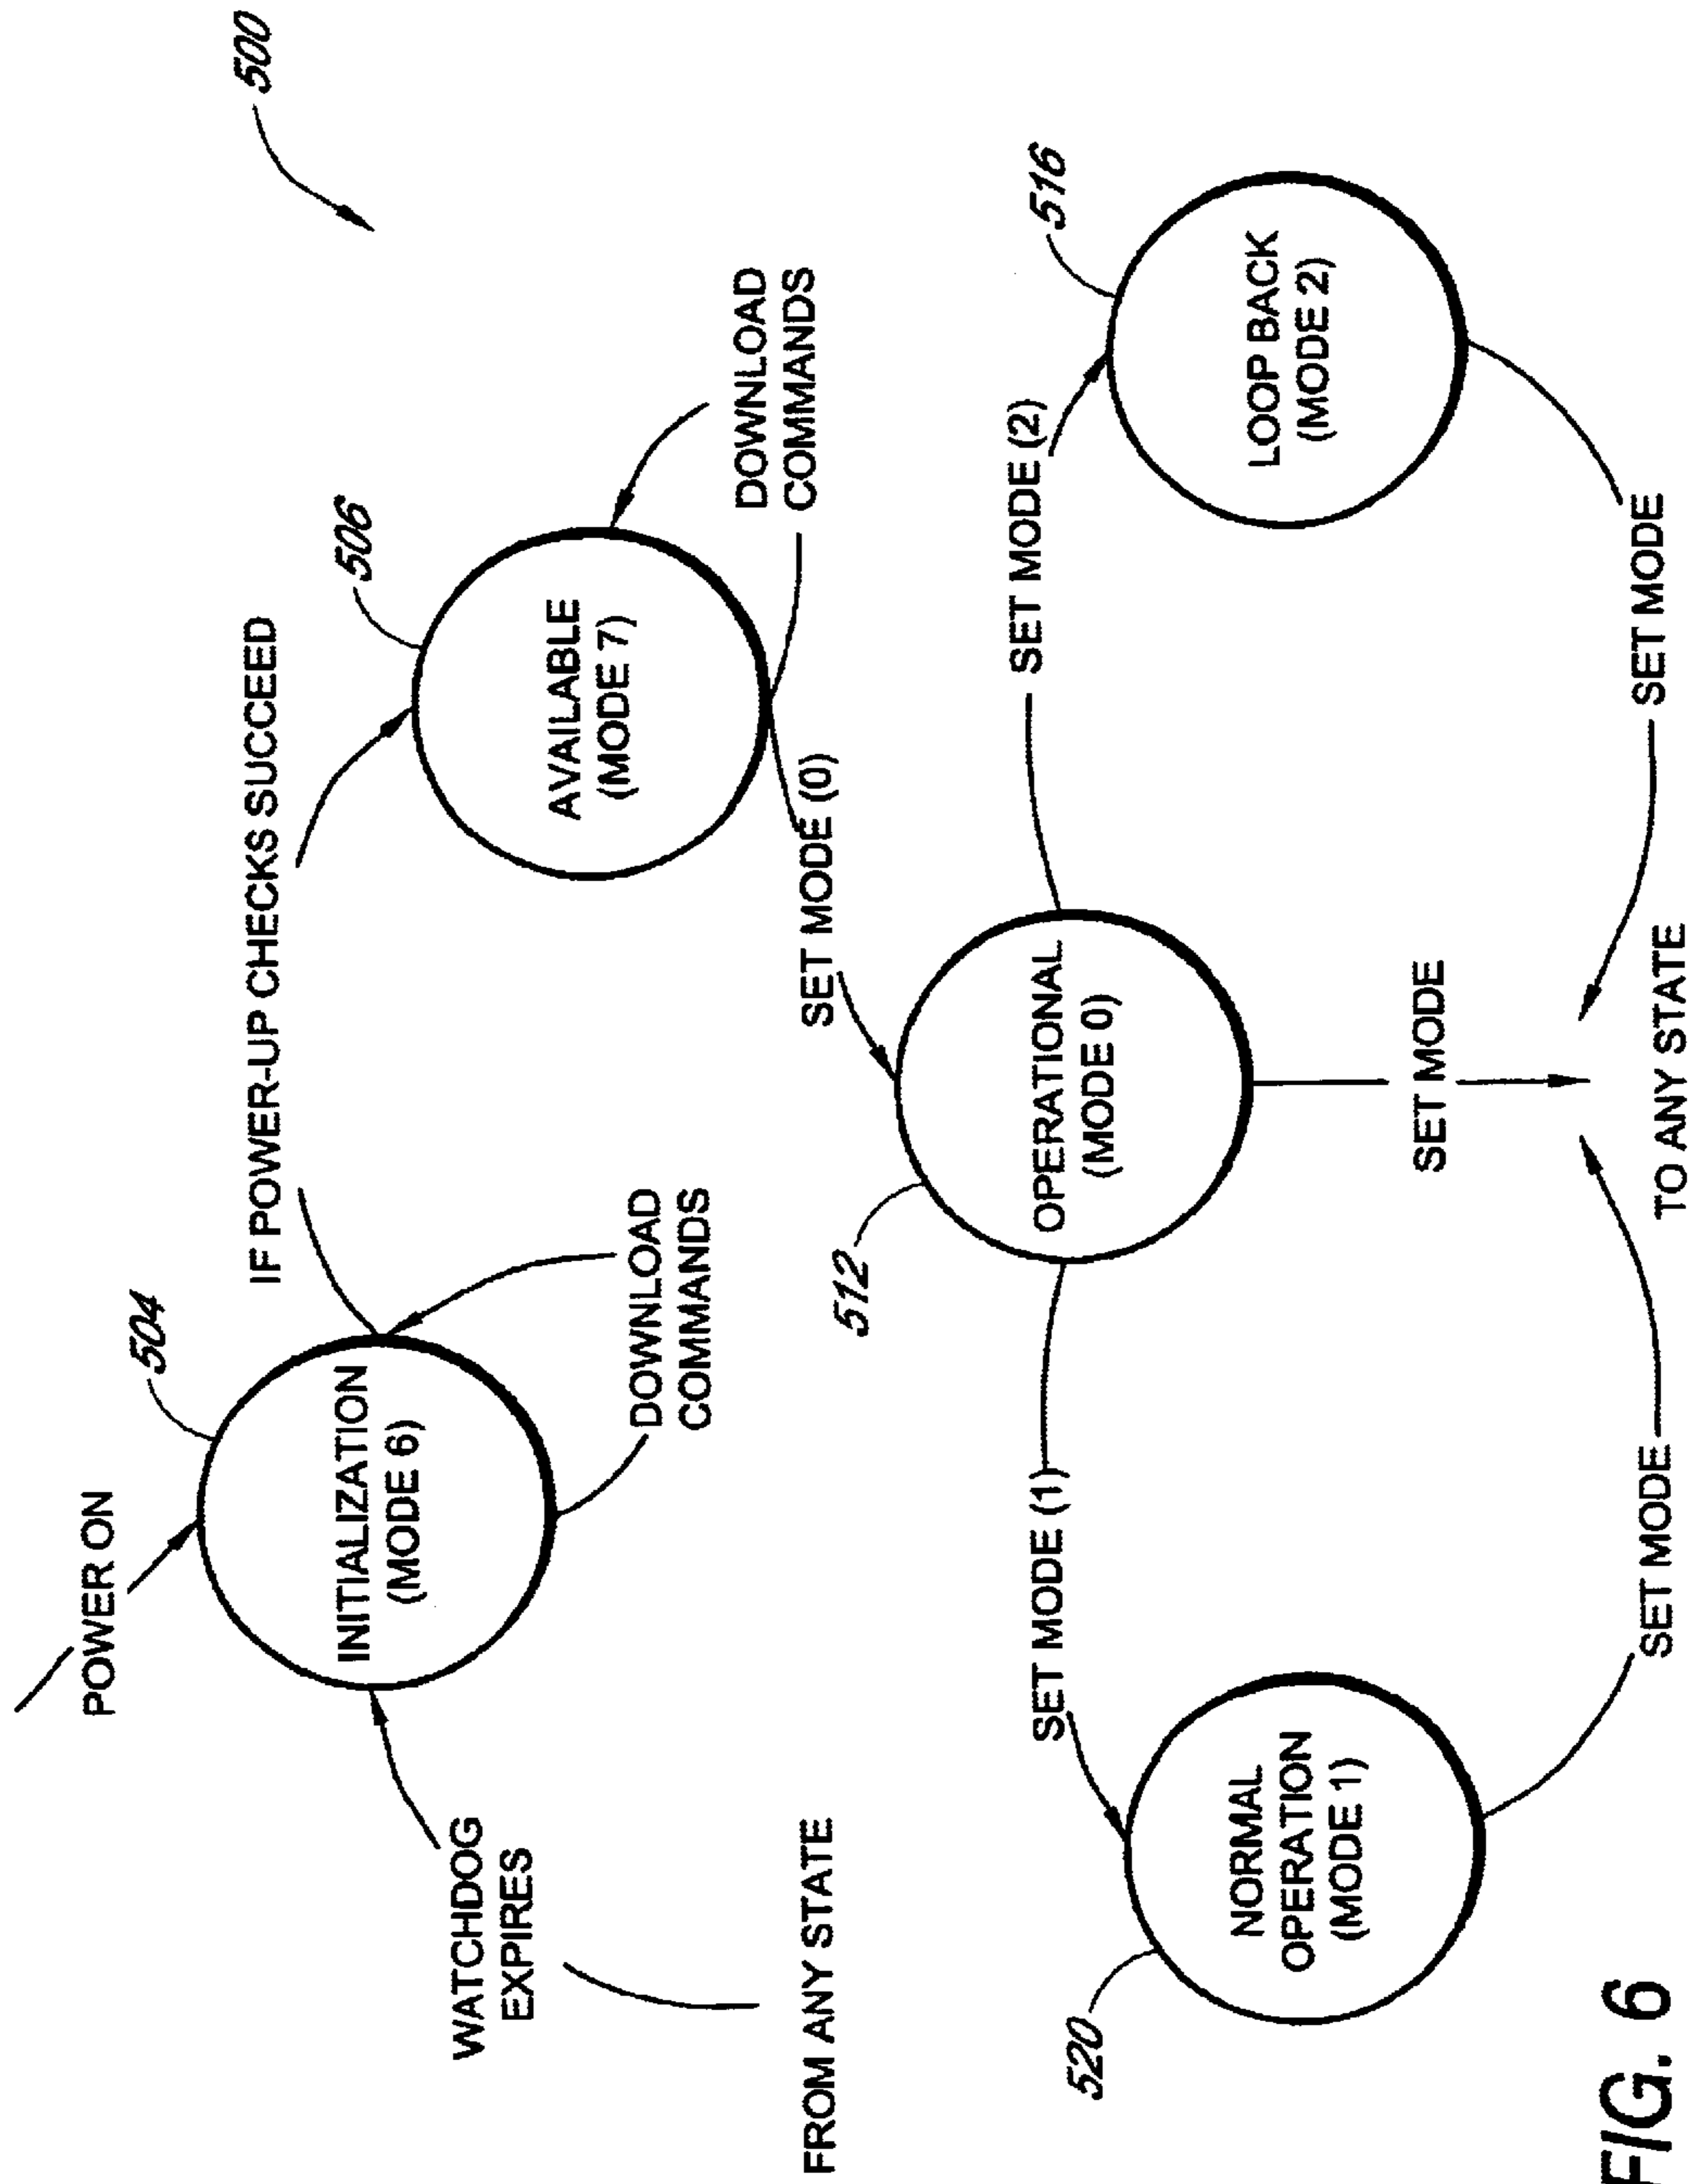 500
POWER ON
504
IF POWER-UP CHECKS SUCCEED
506
INITIALIZATION
(MODE 6)
AVAILABLE
(MODE 7)
WATCHDOG
EXPIRES
DOWNLOAD
COMMANDS
DOWNLOAD
COMMANDS
FROM ANY STATE
SET MODE (0)
512
516
SET MODE (1)
OPERATIONAL
(MODE 0)
SET MODE (2)
520
NORMAL
OPERATION
(MODE 1)
LOOP BACK
(MODE 2)
SET MODE
SET MODE
SET MODE
TO ANY STATE
FIG. 6